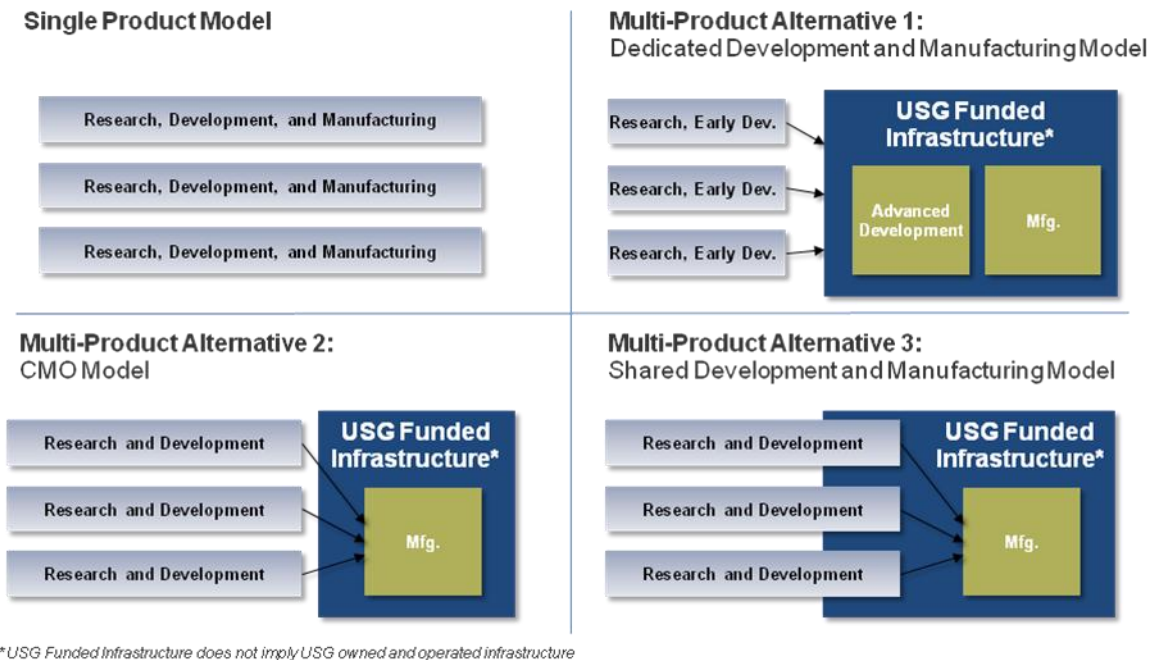 Single Product Model
Research, Development, and Manufacturing
Research, Development, and Manufacturing
Research, Development, and Manufacturing
Multi-Product Alternative 1:
Dedicated Development and Manufacturing Model
Research, Early Dev.
Research, Early Dev.
Research, Early Dev.
USG Funded
Infrastructure*
Advanced
Development
Mfg.
Multi-Product Alternative 2:
CMO Model
Research and Development
Research and Development
Research and Development
USG Funded
Infrastructure*
Mfg.
Multi-Product Alternative 3:
Shared Development and Manufacturing Model
Research and Development
Research and Development
Research and Development
USG Funded
Infrastructure*
Mfg.
*USG Funded Infrastructure does not imply USG owned and operated infrastructure